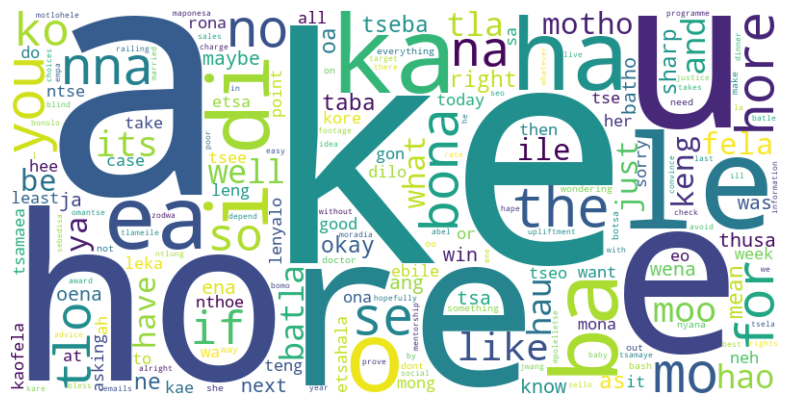 a
ke
ho
re
u
e
le
ka
ha
hore
ko
no
na
tla
motho
you
nna
di
its
well
so
be
ya
ea
if
tlo
have
batla
se
o
like
hau
ba
the
ile
bona
what
just
keng
fela
for
moo
mo
hao
and
sharp
okay
win
or
good
tsa
ebile
ang
mong
ona
tseo
mona
want
know
as
it
mean
neh
wena
eo
thusa
week
was
her
sorry
batho
tse
sa
tseba
all
oa
taba
kore
right
point
today
then
gon
dilo
rona
maybe
etsa
take
case
tsee
leng
lenyalo
ntse
do
hee
leastja
tsamaea
leka
oena
ena
nthoe
wa
way
teng
etsahala
next
kae
ne
she
to
at
ah
asking
kaofela
not
out
need
maponesa
motlohele
railing
charge
sales
married
choices
empa
blind
bonolo
in
poor
easy
idea
footage
target
there
on
everything
live
seo
he
rate
wondering
hape
upliftment
abel
without
doctor
depend
zodwa
omantse
sebedisa
tlameile
ntlung
moradia
award
advice
bless
emails
kare
alright
bomo
hopefully
something
mentorship
prove
by
dont
social
year
mpolelletse
jwang
baby
tsamaye
bash
sello
with
botsa
check
avoid
convince
last
ill
information
we
tsela
nyana
best
rights
la
make
batle
takes
justice
dinner
whatever
programme